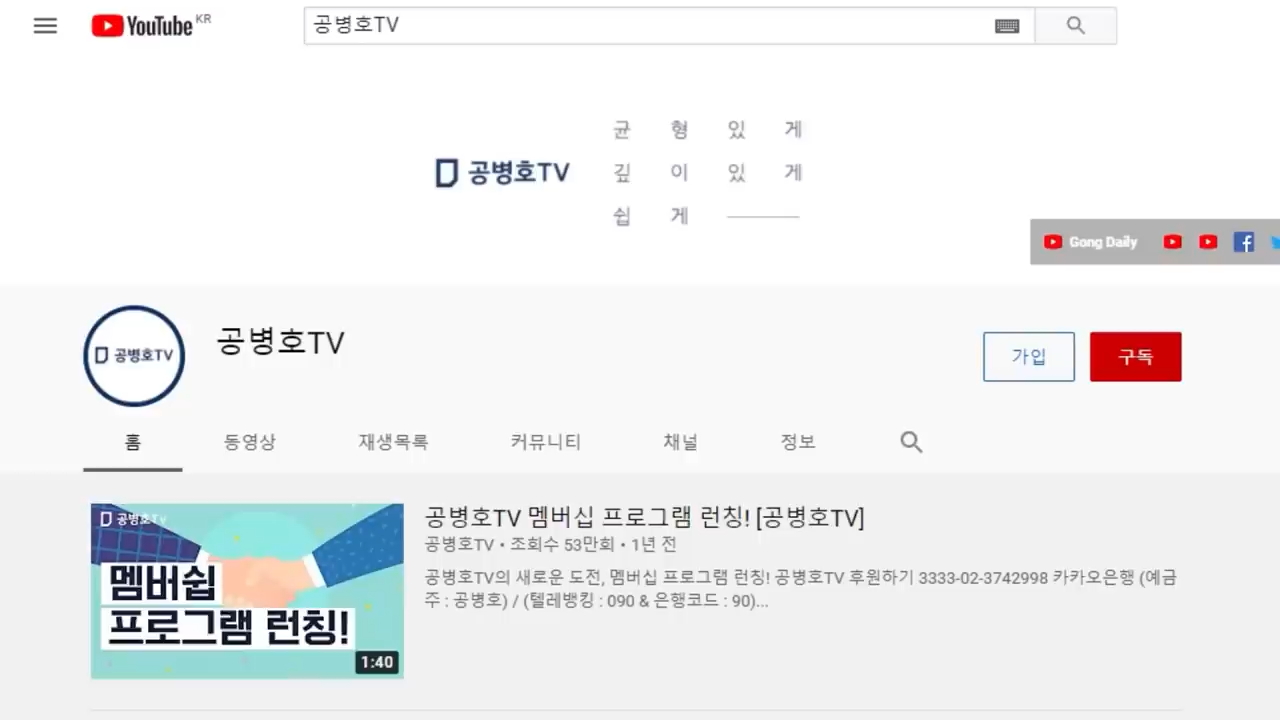 YouTube KR
공병호TV
균 형 있 게
공병호TV
깊 이 있 게
쉽 게
Gong Daily
공병호TV
공병호TV
가입
구독
홈
동영상
재생목록
커뮤니티
채널
정보
공병호TV
멤버쉽
프로그램 런칭!
1:40
공병호TV 멤버십 프로그램 런칭! [공병호TV]
공병호TV • 조회수 53만회 • 1년 전
공병호TV의 새로운 도전, 멤버십 프로그램 런칭! 공병호TV 후원하기 3333-02-3742998 카카오은행 (예금
주 : 공병호) / (텔레뱅킹 : 090 & 은행코드 : 90)...